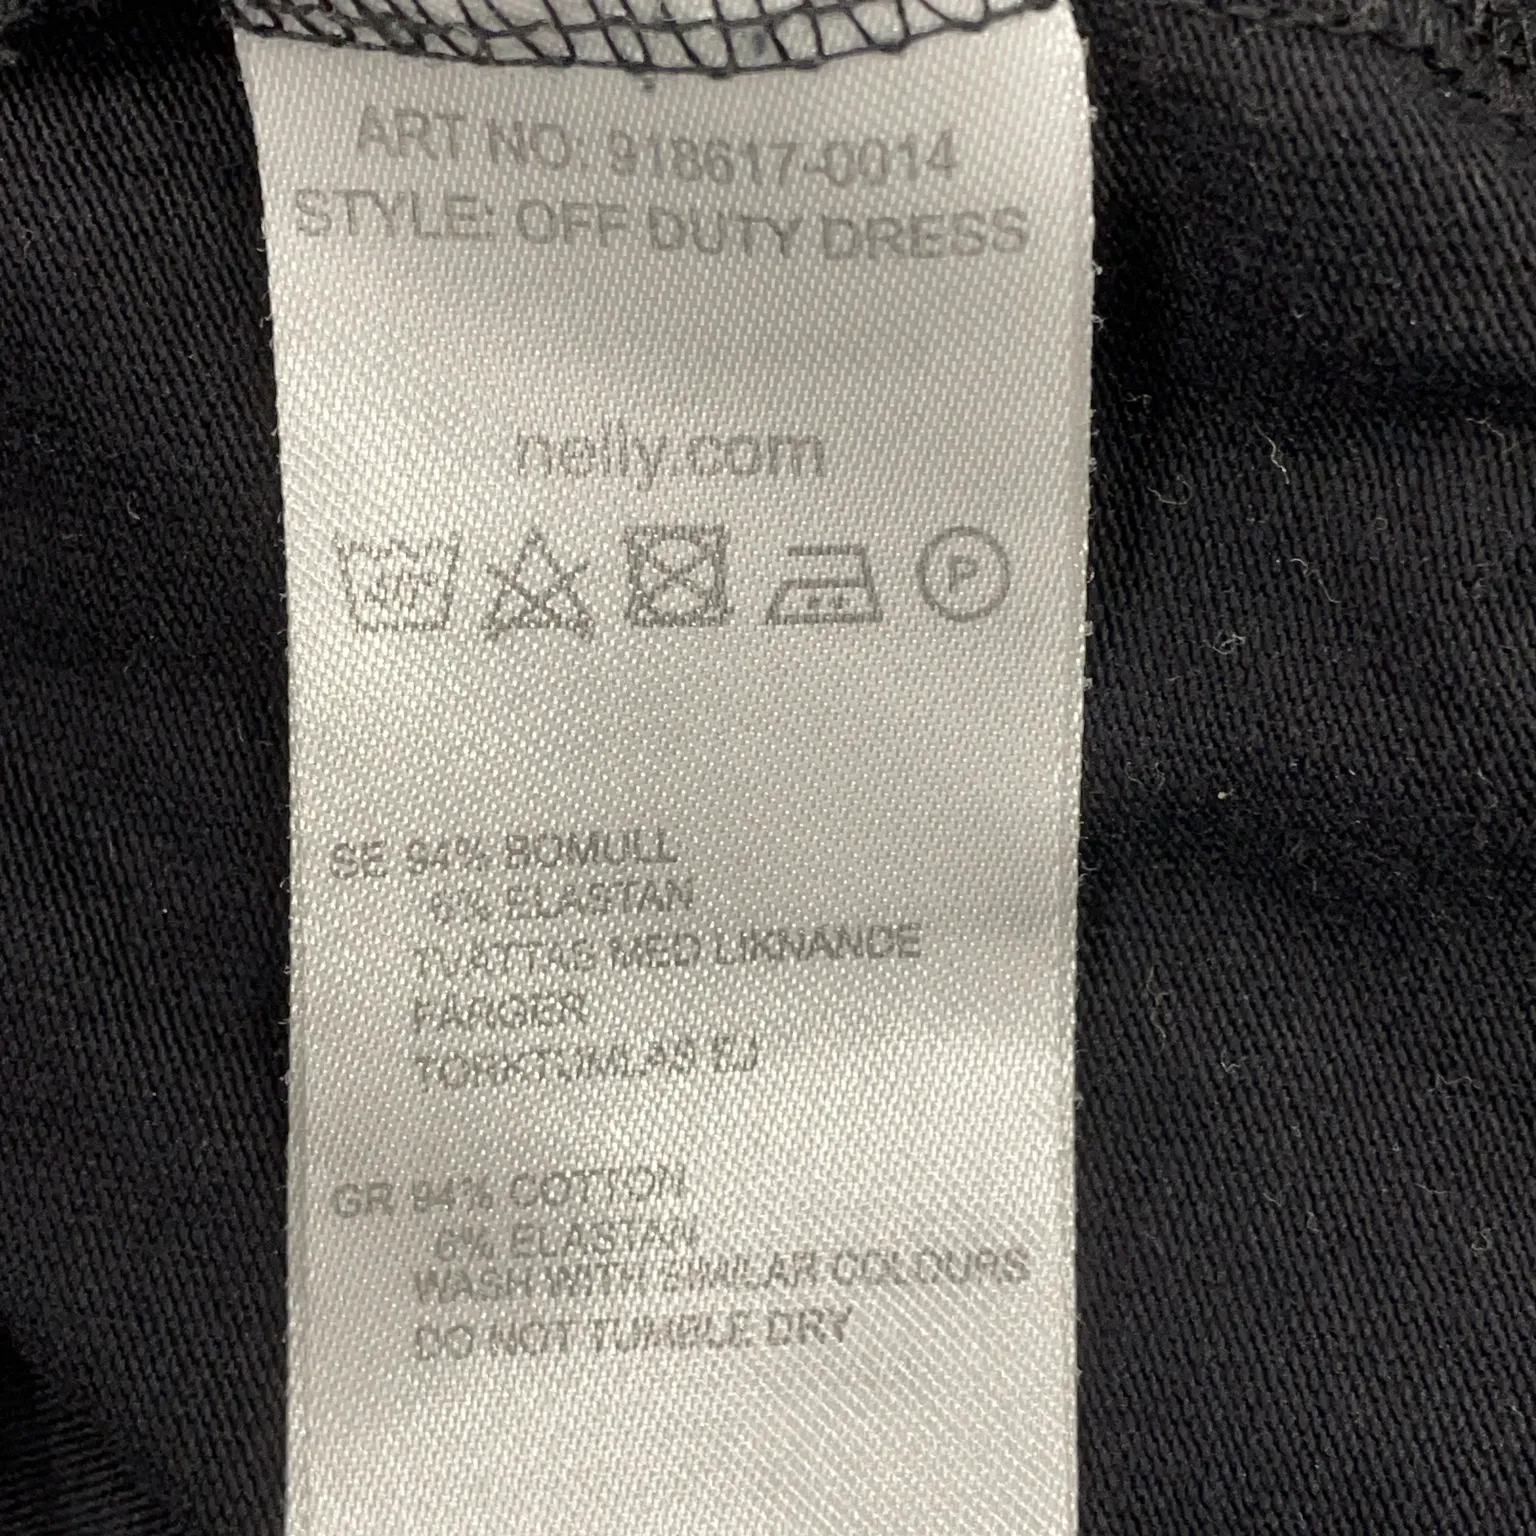 ART NO: 918617-0014
STYLE: OFF DUTY DRESS
nelly.com
40°
P
SE 94% BOMULL
6% ELASTAN
TVÄTTAS MED LIKNANDE
FÄRGER
TORKTUMLAS EJ
GR 94% COTTON
6% ELASTAN
WASH WITH SIMILAR COLOURS
DO NOT TUMBLE DRY